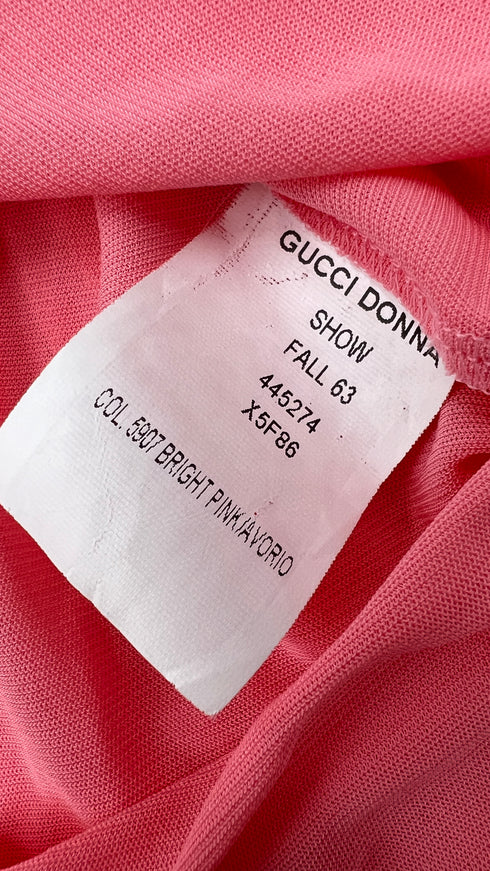 GUCCI DONNA
SHOW
FALL 63
445274
X5F86
COL. 5907 BRIGHT PINK/AVORIO